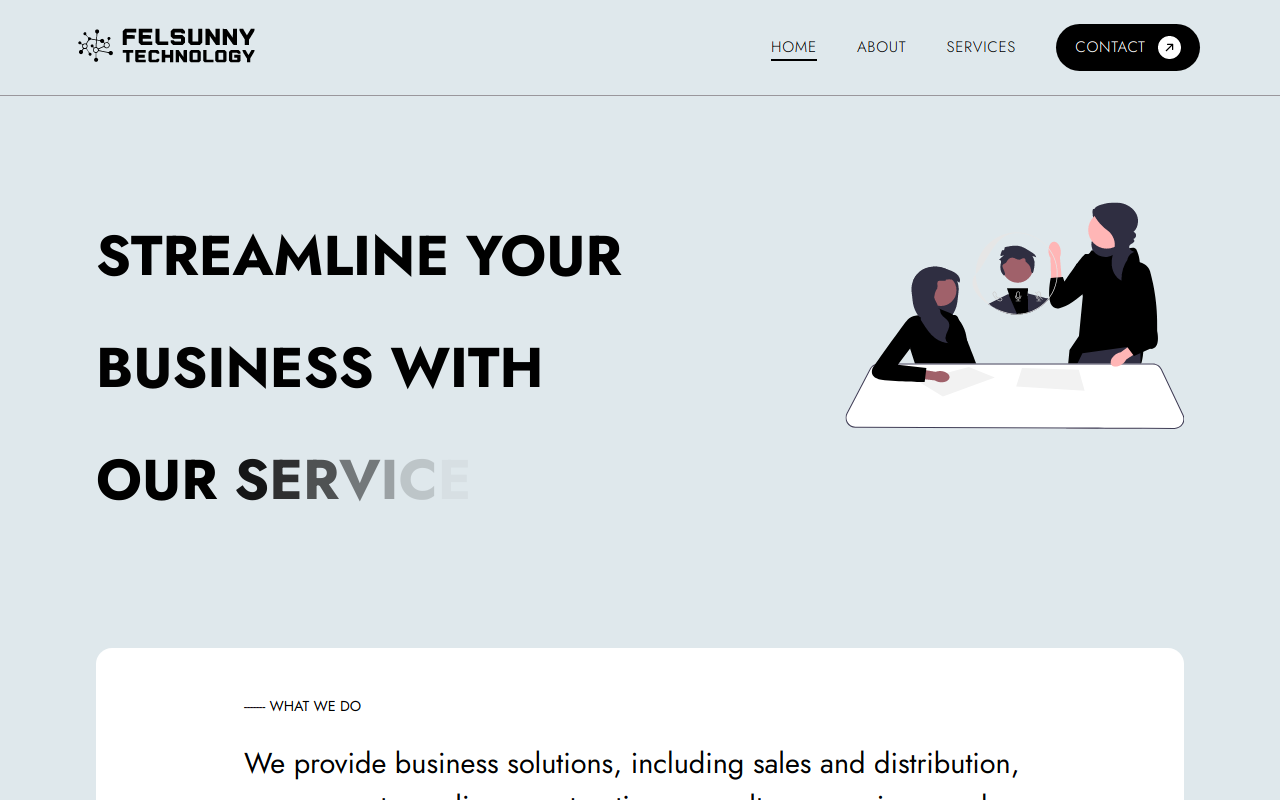 FELSUNNY
TECHNOLOGY
HOME
ABOUT
SERVICES
CONTACT
STREAMLINE YOUR
BUSINESS WITH
OUR SERVICE
—— WHAT WE DO
We provide business solutions, including sales and distribution,